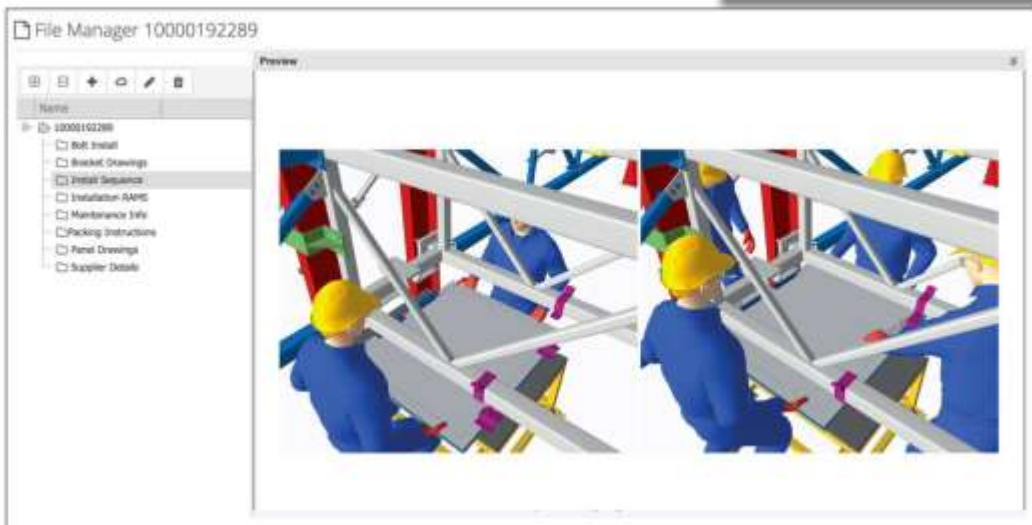 File Manager 10000192289
Preview
Name
10000192289
Bolt Install
Bracket Drawings
Install Sequence
Installation RAMS
Maintenance Info
Packing Instructions
Panel Drawings
Supplier Details